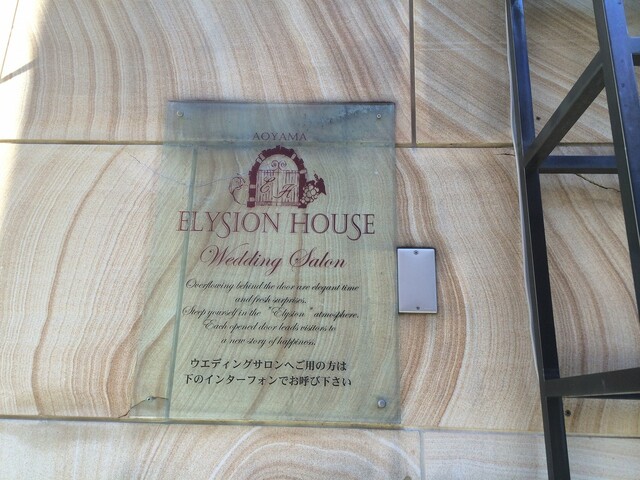 AOYAMA
E H
ELYSION HOUSE
Wedding Salon
Overflowing behind the door are elegant time
and fresh surprises.
Steep yourself in the "Elyson" atmosphere.
Each opened door leads visitors to
a new story of happiness.
ウエディングサロンへご用の方は
下のインターフォンでお呼び下さい